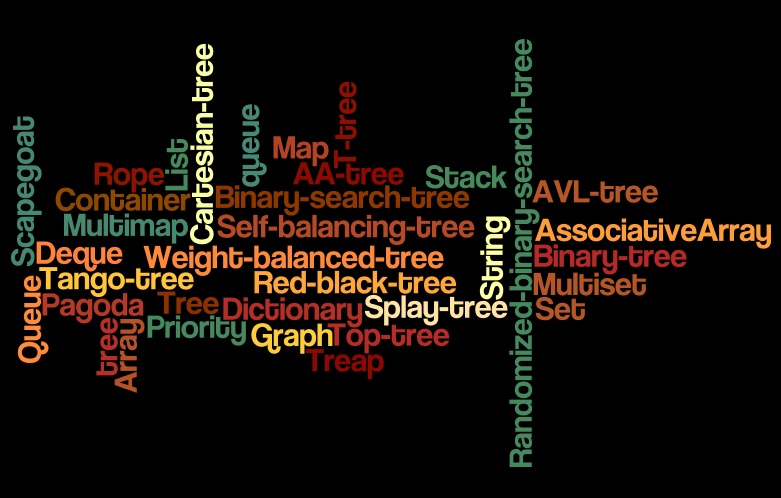 Scapegoat
Cartesian-tree
queue
T-tree
Randomized-binary-search-tree
List
Map
Rope
AA-tree
Stack
Container
Binary-search-tree
AVL-tree
Multimap
Self-balancing-tree
String
AssociativeArray
Deque
Weight-balanced-tree
Binary-tree
Tango-tree
Red-black-tree
Multiset
Queue
Pagoda
Tree
Dictionary
Splay-tree
Set
tree
Array
Priority
Graph
Top-tree
Treap